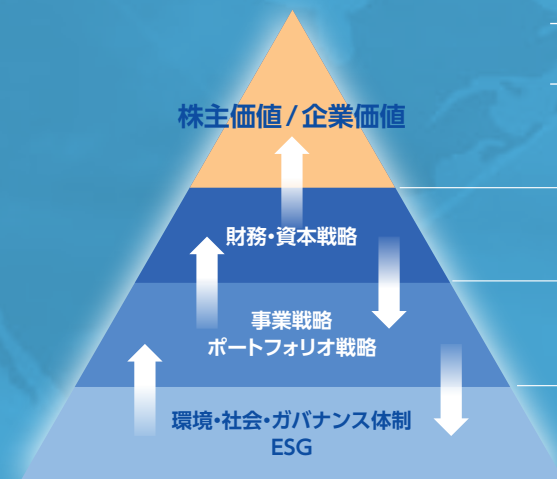 株主価値/企業価値
財務・資本戦略
事業戦略
ポートフォリオ戦略
環境・社会・ガバナンス体制
ESG